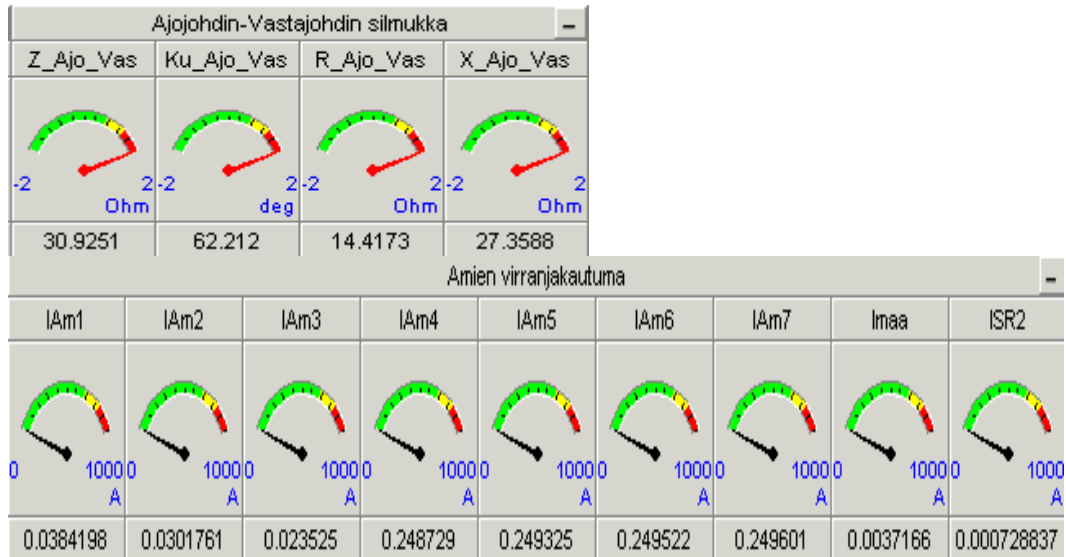 Ajojohdin-Vastajohdin silmukka
Z_Ajo_Vas Ku_Ajo_Vas R_Ajo_Vas X_Ajo_Vas
-2 2 -2 2 -2 2 -2 2
Ohm deg Ohm Ohm
30.9251 62.212 14.4173 27.3588
Amien virranjakautuma
IAm1 IAm2 IAm3 IAm4 IAm5 IAm6 IAm7 Imaa ISR2
0 1000 0 1000 0 1000 0 1000 0 1000 0 1000 0 1000 0 1000 0 1000
A A A A A A A A A
0.0384198 0.0301761 0.023525 0.248729 0.249325 0.249522 0.249601 0.0037166 0.000728837